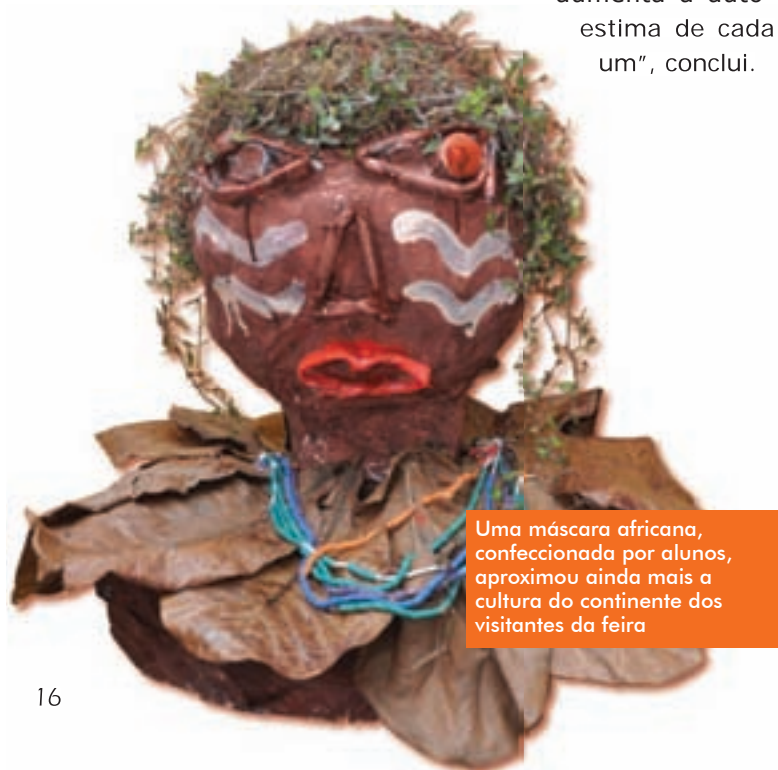 estima de cada
um", conclui.
Uma máscara africana,
confeccionada por alunos,
aproximou ainda mais a
cultura do continente dos
visitantes da feira
16